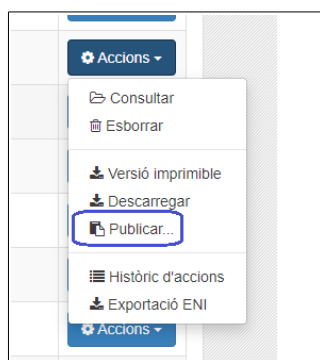 Accions
Consultar
Esborrar
Versió imprimible
Descarregar
Publicar...
Històric d'accions
Exportació ENI
Accions